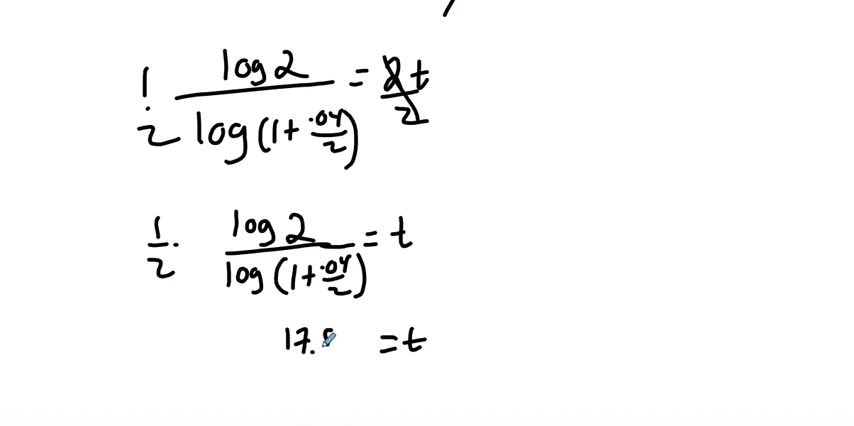 1/2 log 2 / log(1 + .04/2) = 2t/2
1/2 · log 2 / log(1 + .04/2) = t
17. = t